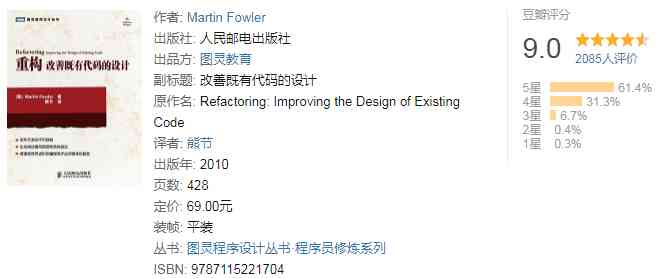 Refactoring Improving the Design of Existing Code
重构 改善既有代码的设计
[美] Martin Fowler 著
熊节 译
人民邮电出版社
作者: Martin Fowler
出版社: 人民邮电出版社
出品方: 图灵教育
副标题: 改善既有代码的设计
原作名: Refactoring: Improving the Design of Existing
Code
译者: 熊节
出版年: 2010
页数: 428
定价: 69.00元
装帧: 平装
丛书: 图灵程序设计丛书·程序员修炼系列
ISBN: 9787115221704
豆瓣评分
9.0
2085人评价
5星 61.4%
4星 31.3%
3星 6.7%
2星 0.4%
1星 0.3%